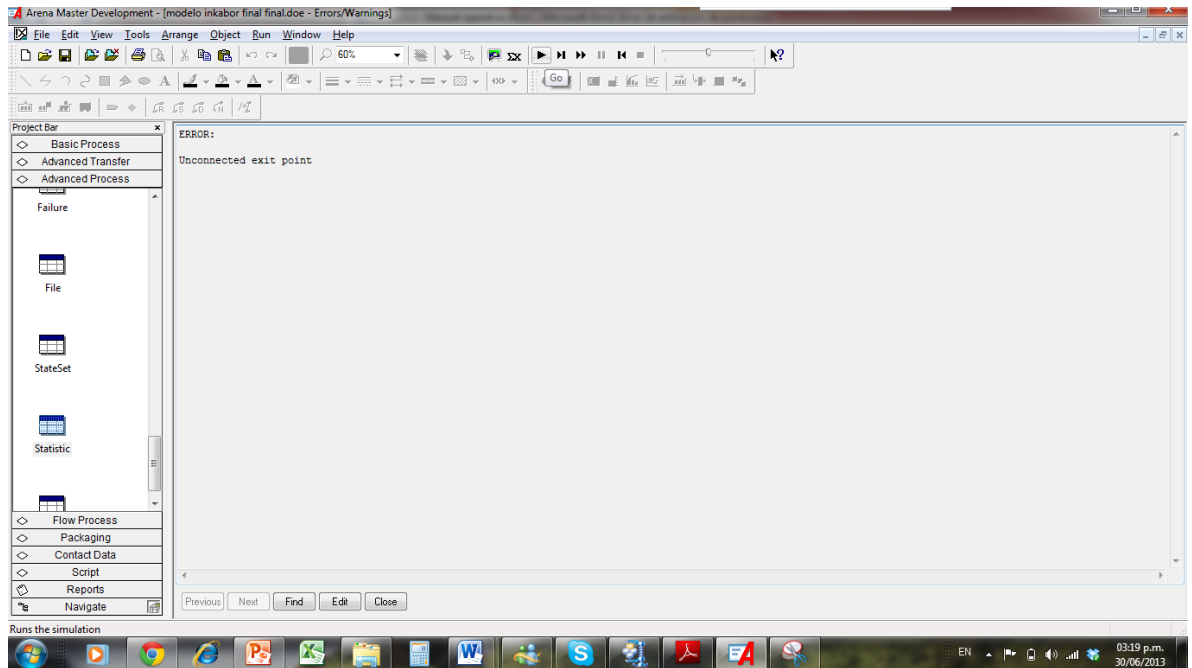 Arena Master Development - [modelo inkabor final final.doe - Errors/Warnings]
File Edit View Tools Arrange Object Run Window Help
60%
Go
Project Bar
Basic Process
Advanced Transfer
Advanced Process
Failure
File
StateSet
Statistic
Flow Process
Packaging
Contact Data
Script
Reports
Navigate
ERROR:
Unconnected exit point
Previous Next Find Edit Close
Runs the simulation
EN
03:19 p.m.
30/06/2013